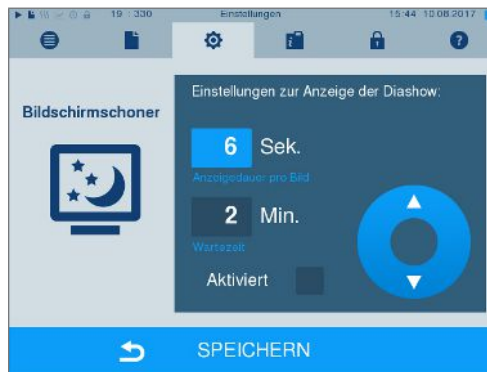 19 : 330 Einstellungen 15:44 10.08.2017
Bildschirmschoner
Einstellungen zur Anzeige der Diashow:
6 Sek.
Anzeigedauer pro Bild
2 Min.
Wartezeit
Aktiviert
SPEICHERN